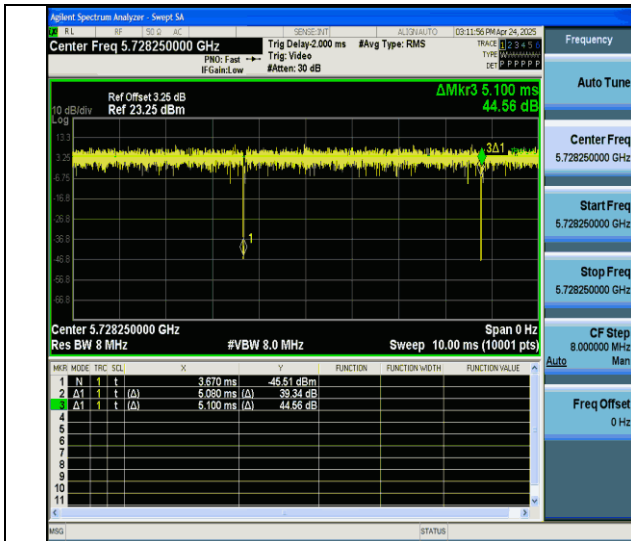 Agilent Spectrum Analyzer - Swept SA
RL RF 50 Ω AC SENSE:INT ALIGNAUTO 03:11:56 PM Apr 24, 2025
Center Freq 5.728250000 GHz
PNO: Fast
IFGain:Low
Trig Delay-2.000 ms
Trig: Video
#Atten: 30 dB
#Avg Type: RMS
TRACE 1 2 3 4 5 6
TYPE
DET P P P P P P
Ref Offset 3.25 dB
10 dB/div Ref 23.25 dBm
Log
ΔMkr3 5.100 ms
44.56 dB
13.3
3.25
-6.75
-16.8
-26.8
-36.8
-46.8
-56.8
-66.8
3Δ1
1
Center 5.728250000 GHz Span 0 Hz
Res BW 8 MHz #VBW 8.0 MHz Sweep 10.00 ms (10001 pts)
MKR MODE TRC SCL X Y FUNCTION FUNCTION WIDTH FUNCTION VALUE
1 N 1 t 3.670 ms -45.51 dBm
2 Δ1 1 t (Δ) 5.080 ms (Δ) 39.34 dB
3 Δ1 1 t (Δ) 5.100 ms (Δ) 44.56 dB
4
5
6
7
8
9
10
11
MSG STATUS
Frequency
Auto Tune
Center Freq
5.728250000 GHz
Start Freq
5.728250000 GHz
Stop Freq
5.728250000 GHz
CF Step
8.000000 MHz
Auto Man
Freq Offset
0 Hz